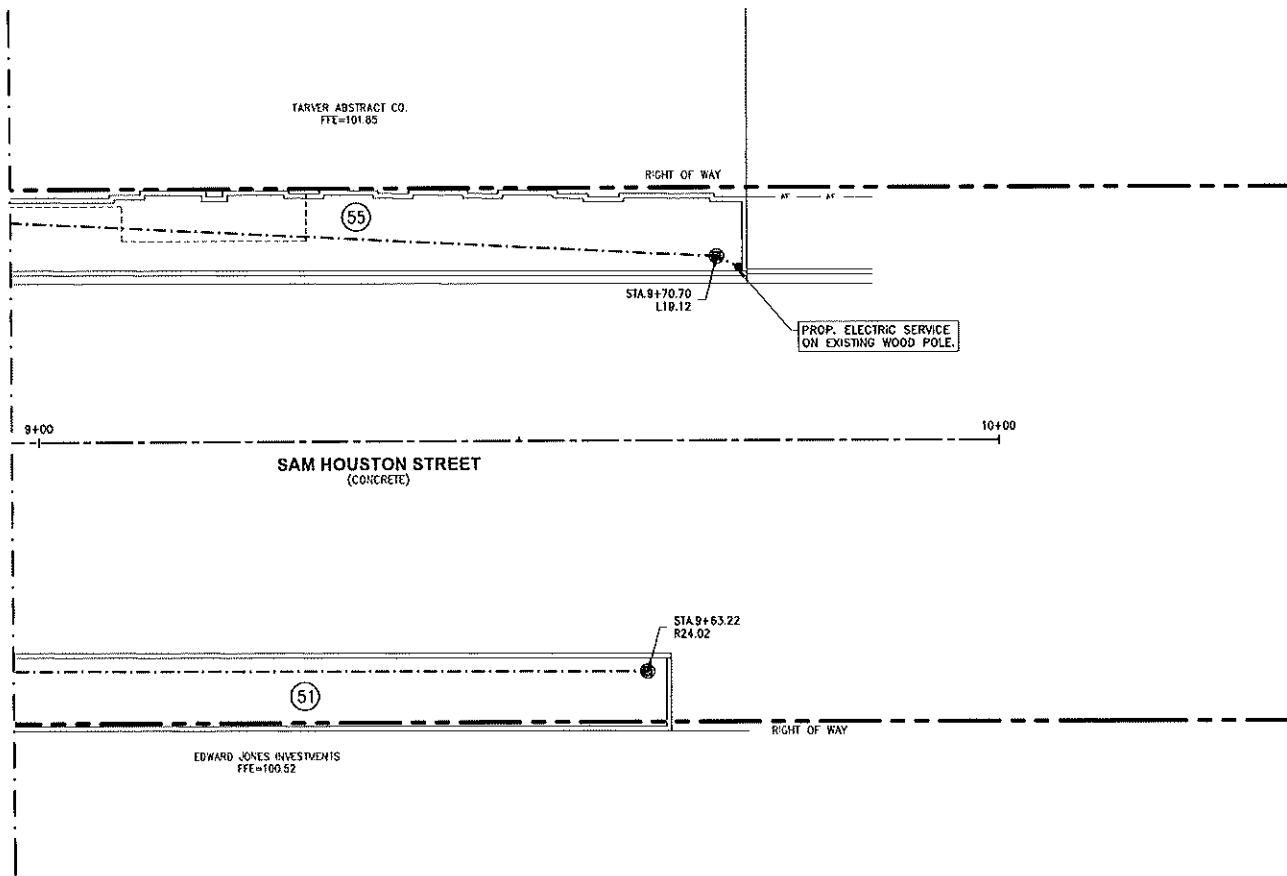 TARVER ABSTRACT CO.
FFE=101.85
RIGHT OF WAY
55
STA.9+70.70
L19.12
PROP. ELECTRIC SERVICE
ON EXISTING WOOD POLE.
9+00
10+00
SAM HOUSTON STREET
(CONCRETE)
STA.9+63.22
R24.02
51
RIGHT OF WAY
EDWARD JONES INVESTMENTS
FFE=100.52